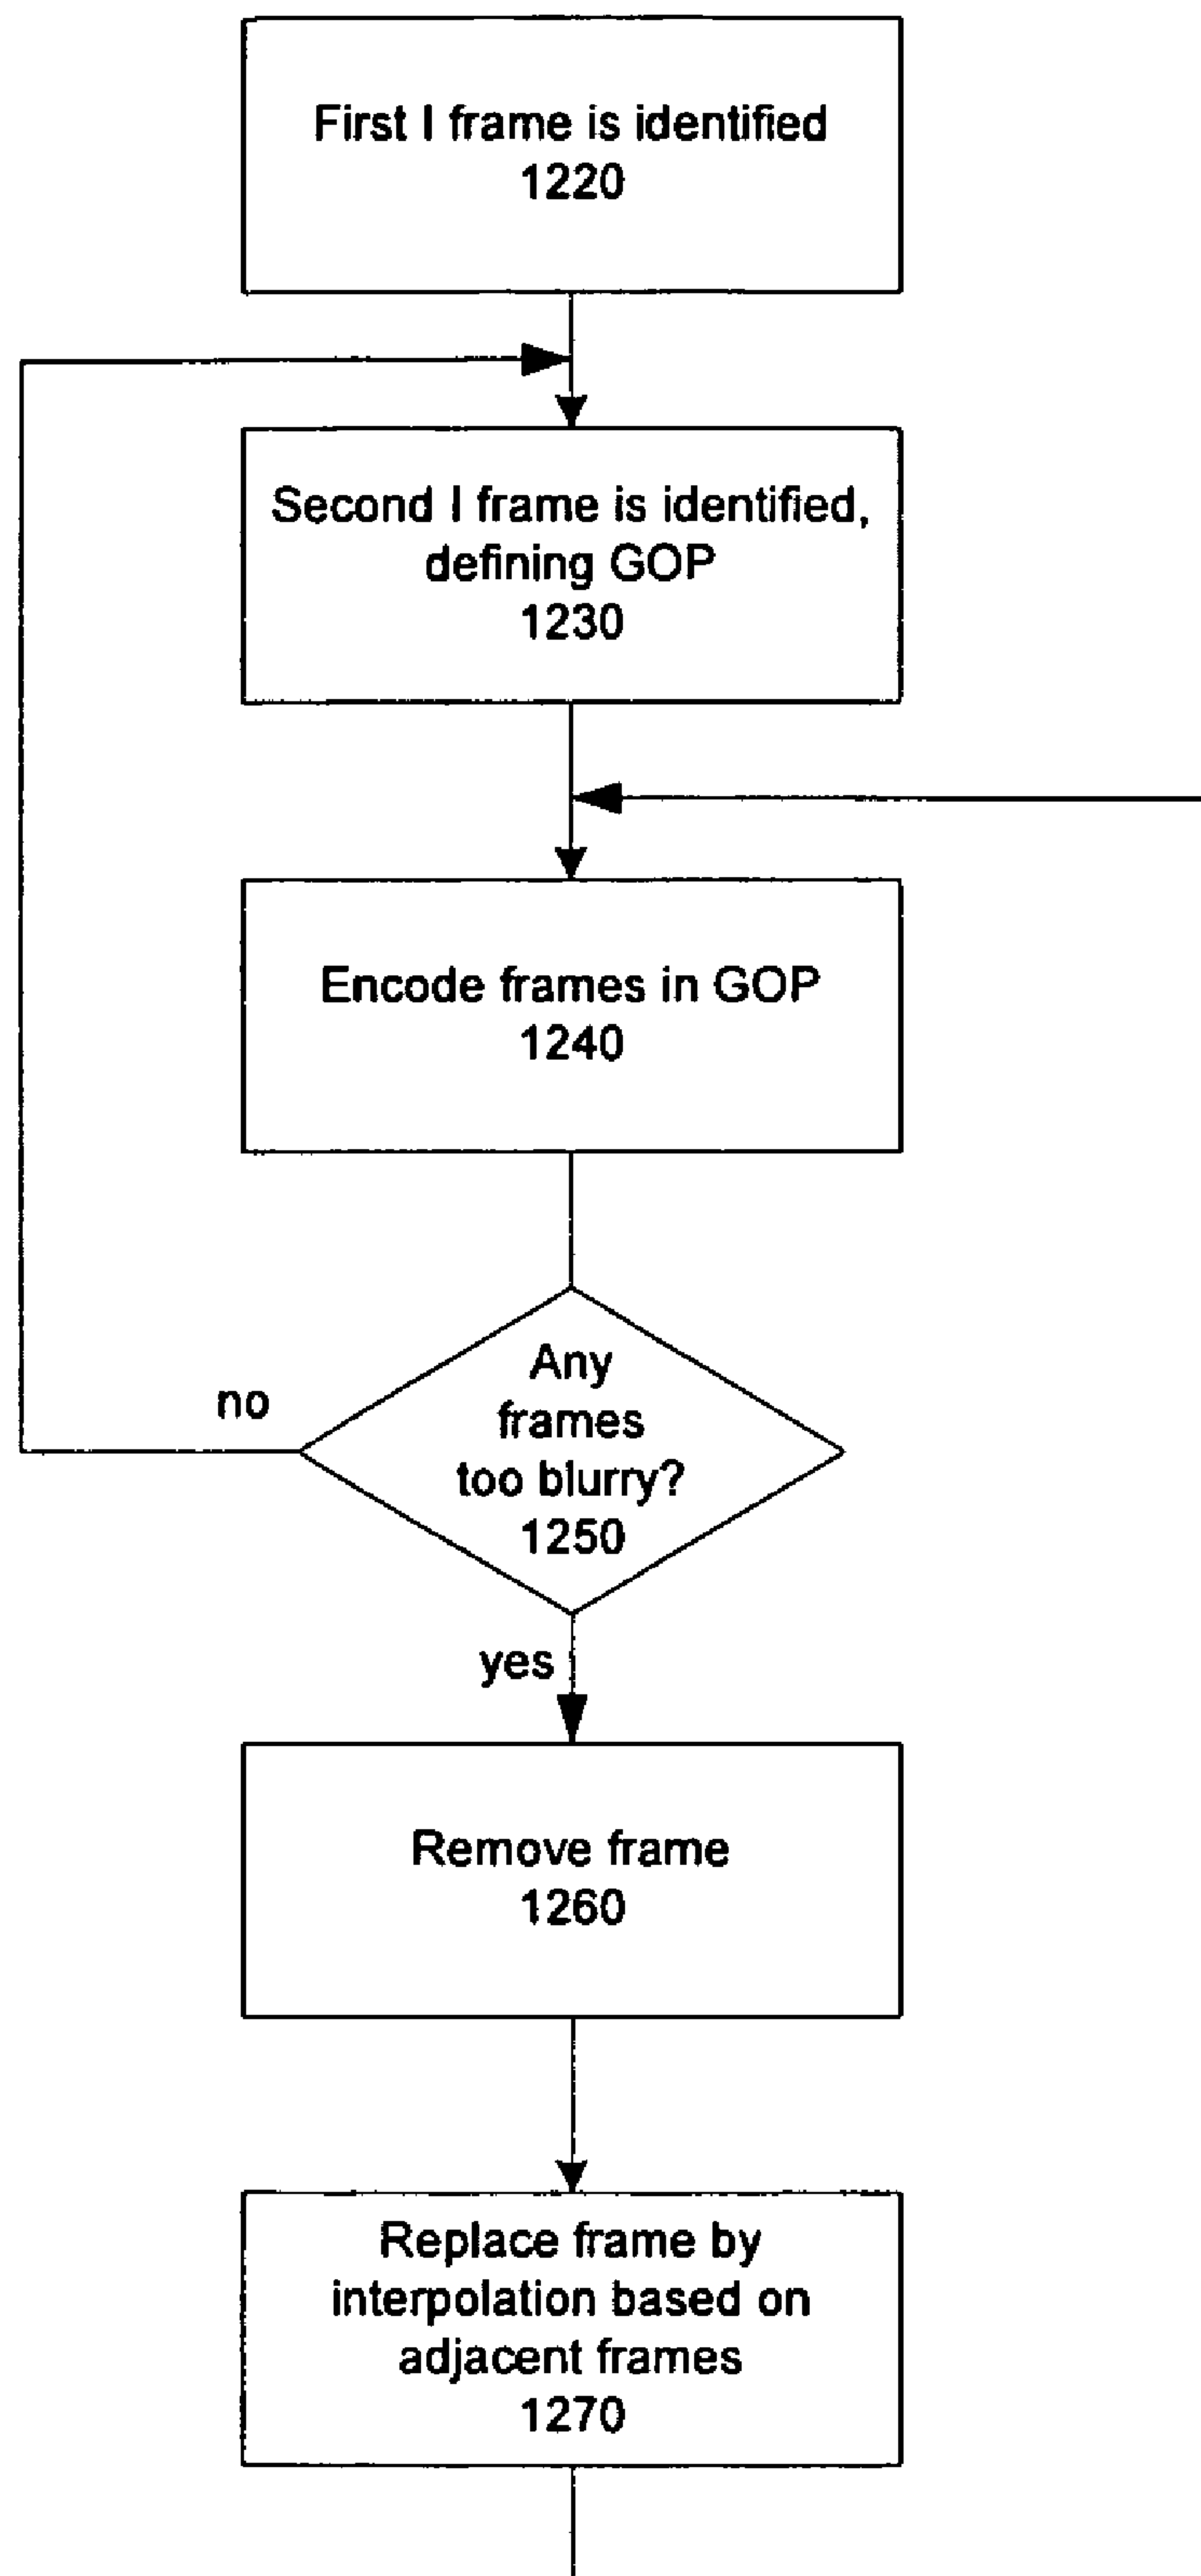 First I frame is identified
1220
Second I frame is identified,
defining GOP
1230
Encode frames in GOP
1240
Any
frames
too blurry?
1250
no
yes
Remove frame
1260
Replace frame by
interpolation based on
adjacent frames
1270